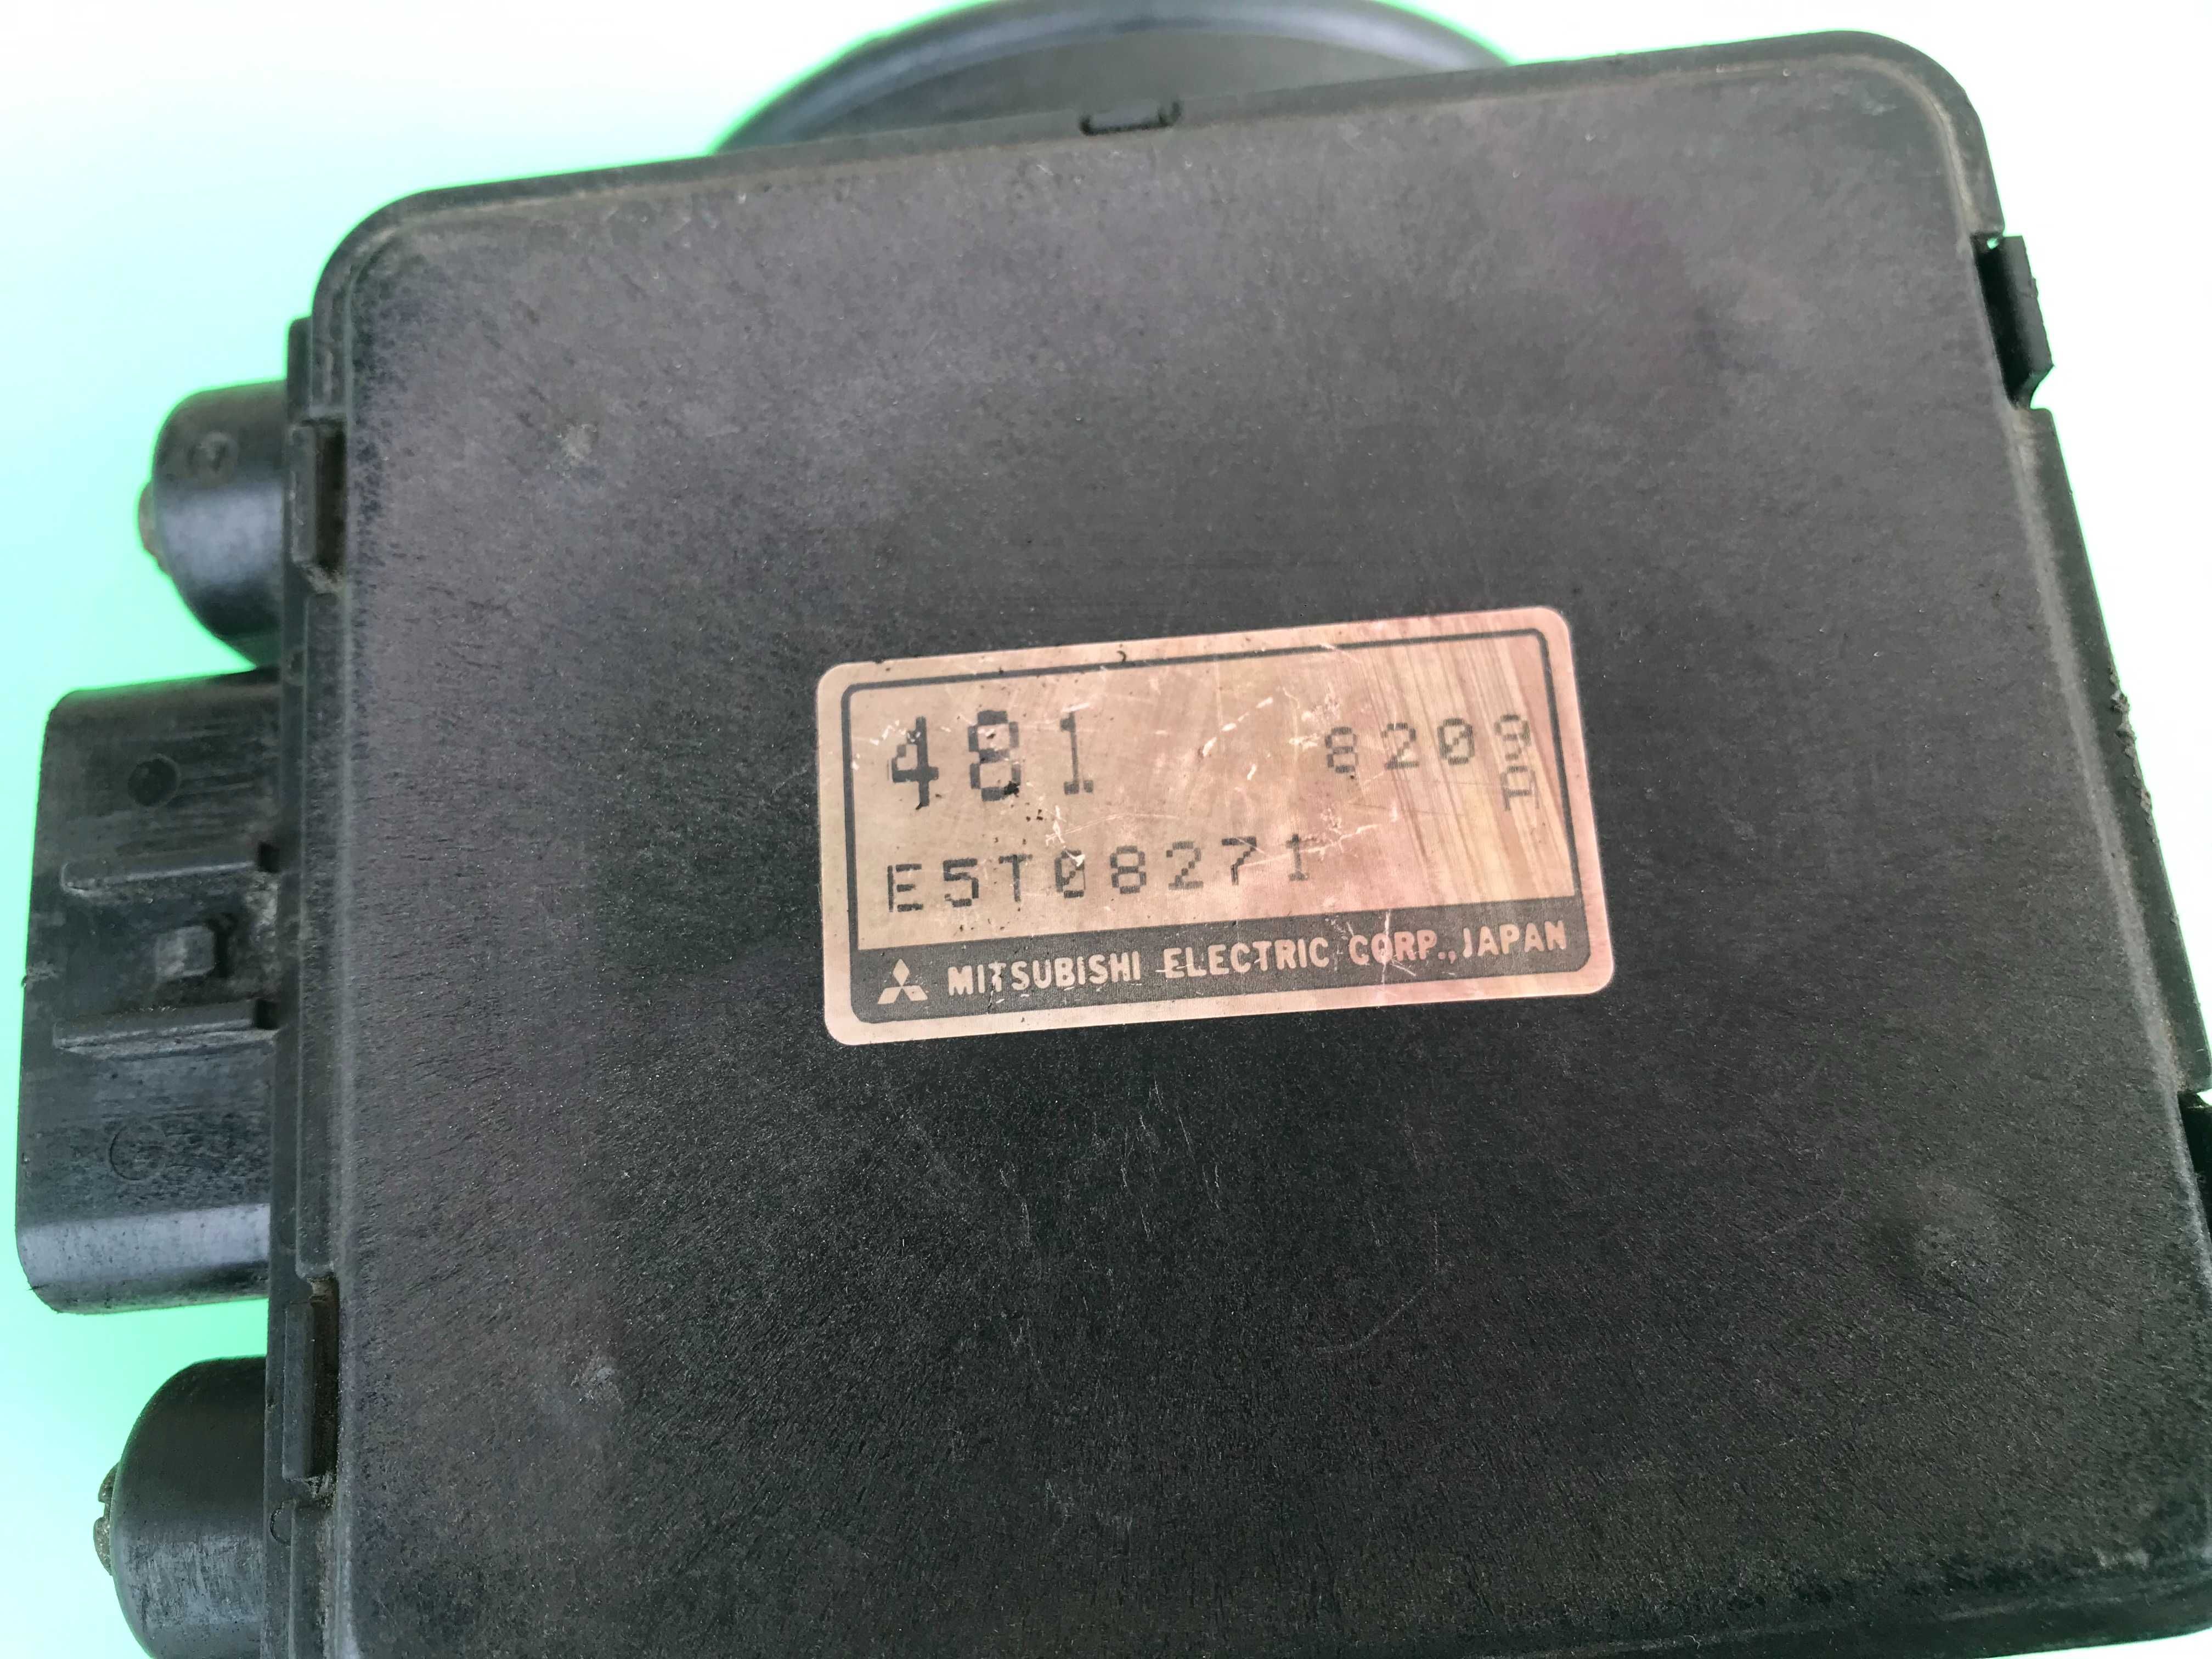 481 8209
A
E5T08271
MITSUBISHI ELECTRIC CORP., JAPAN